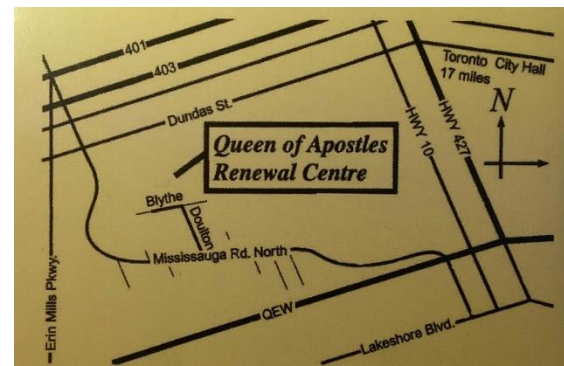 401
403
Toronto City Hall
17 miles
N
Dundas St.
HWY 10
HWY 427
Queen of Apostles
Renewal Centre
Blythe
Doulton
Mississauga Rd. North
Erin Mills Pkwy.
QEW
Lakeshore Blvd.